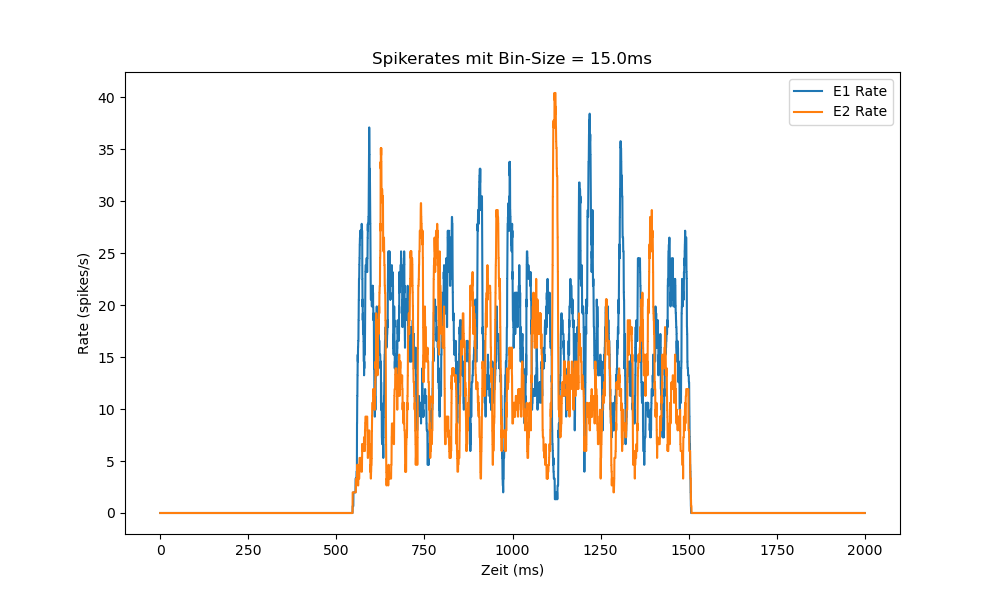 Spikerates mit Bin-Size = 15.0ms
E1 Rate
E2 Rate
40
35
30
25
20
15
10
5
0
Rate (spikes/s)
0 250 500 750 1000 1250 1500 1750 2000
Zeit (ms)